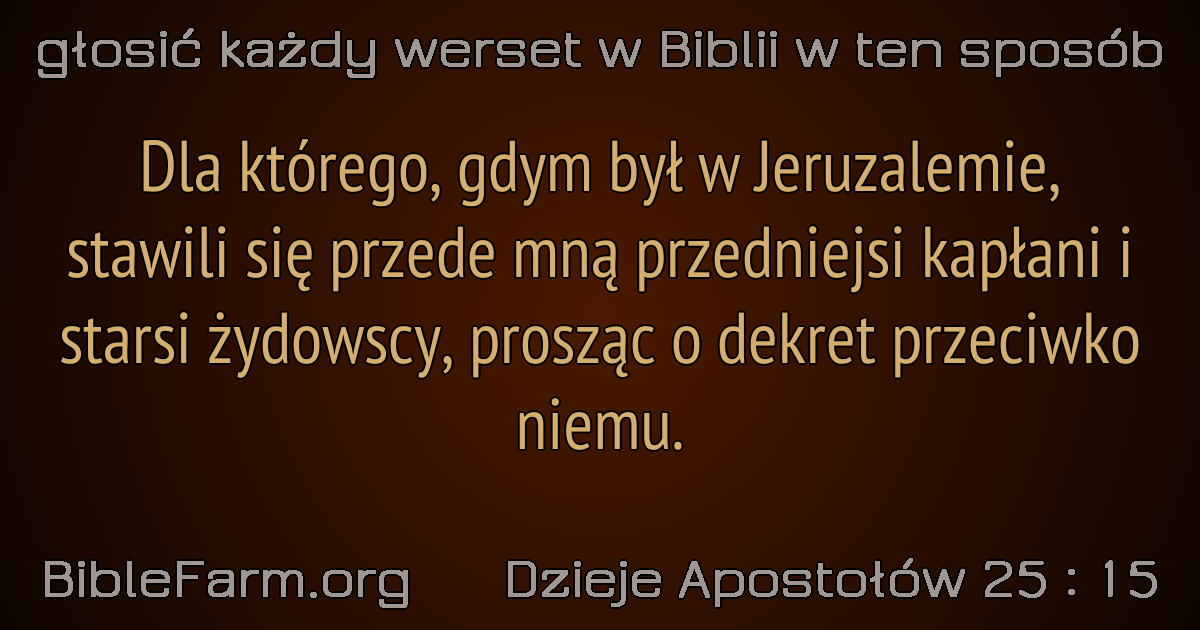 głosić każdy werset w Biblii w ten sposób
Dla którego, gdym był w Jeruzalemie,
stawili się przede mną przedniejsi kapłani i
starsi żydowscy, prosząc o dekret przeciwko
niemu.
BibleFarm.org Dzieje Apostołów 25 : 15